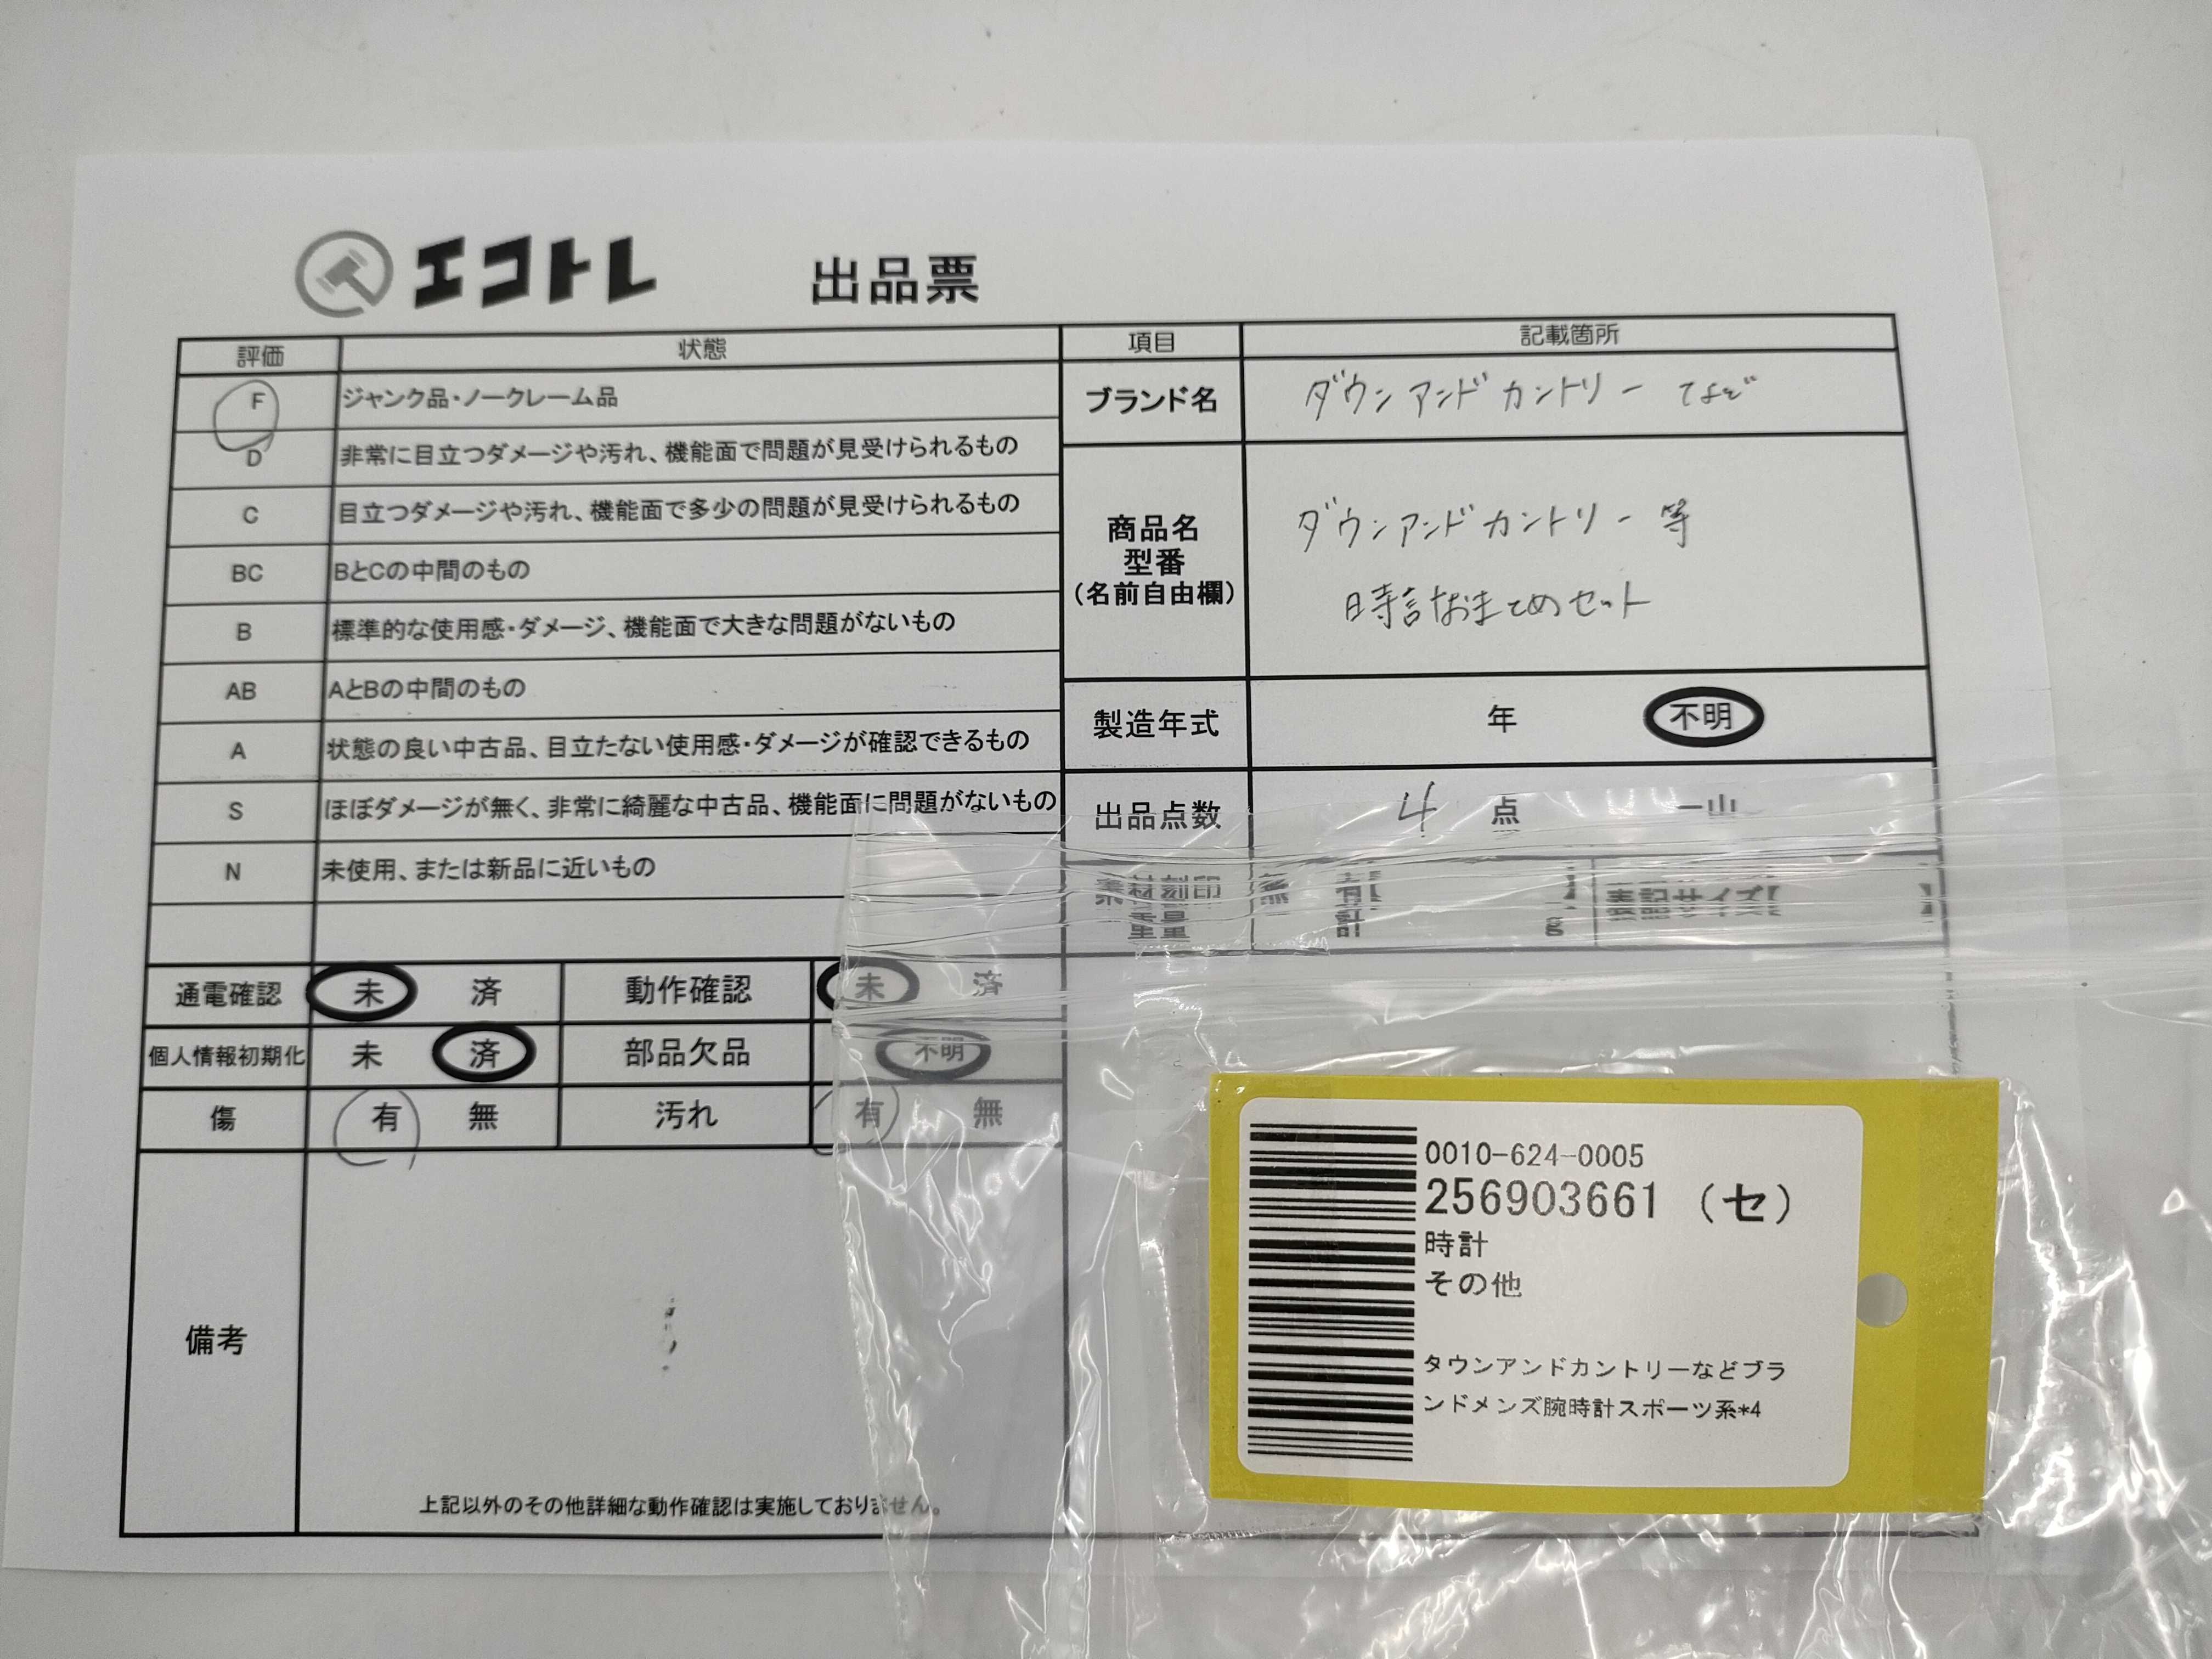 エコトレ 出品票
評価 状態 項目 記載箇所
F ジャンク品・ノークレーム品
ブランド名 ダウンアンドカントリー など
D 非常に目立つダメージや汚れ、機能面で問題が見受けられるもの
C 目立つダメージや汚れ、機能面で多少の問題が見受けられるもの
商品名
型番
(名前自由欄)
ダウンアンドカントリー等
時計おまとめセット
BC BとCの中間のもの
B 標準的な使用感・ダメージ、機能面で大きな問題がないもの
AB AとBの中間のもの
製造年式 年 不明
A 状態の良い中古品、目立たない使用感・ダメージが確認できるもの
S ほぼダメージが無く、非常に綺麗な中古品、機能面に問題がないもの
出品点数 4 点 一山
N 未使用、または新品に近いもの
素材刻印 無 g 表記サイズ【 】
重量
通電確認 未 済 動作確認 未 済
個人情報初期化 未 済 部品欠品 不明
傷 有 無 汚れ 有 無
備考
上記以外のその他詳細な動作確認は実施しておりません。
0010-624-0005
256903661 (セ)
時計
その他
タウンアンドカントリーなどブラ
ンドメンズ腕時計スポーツ系*4